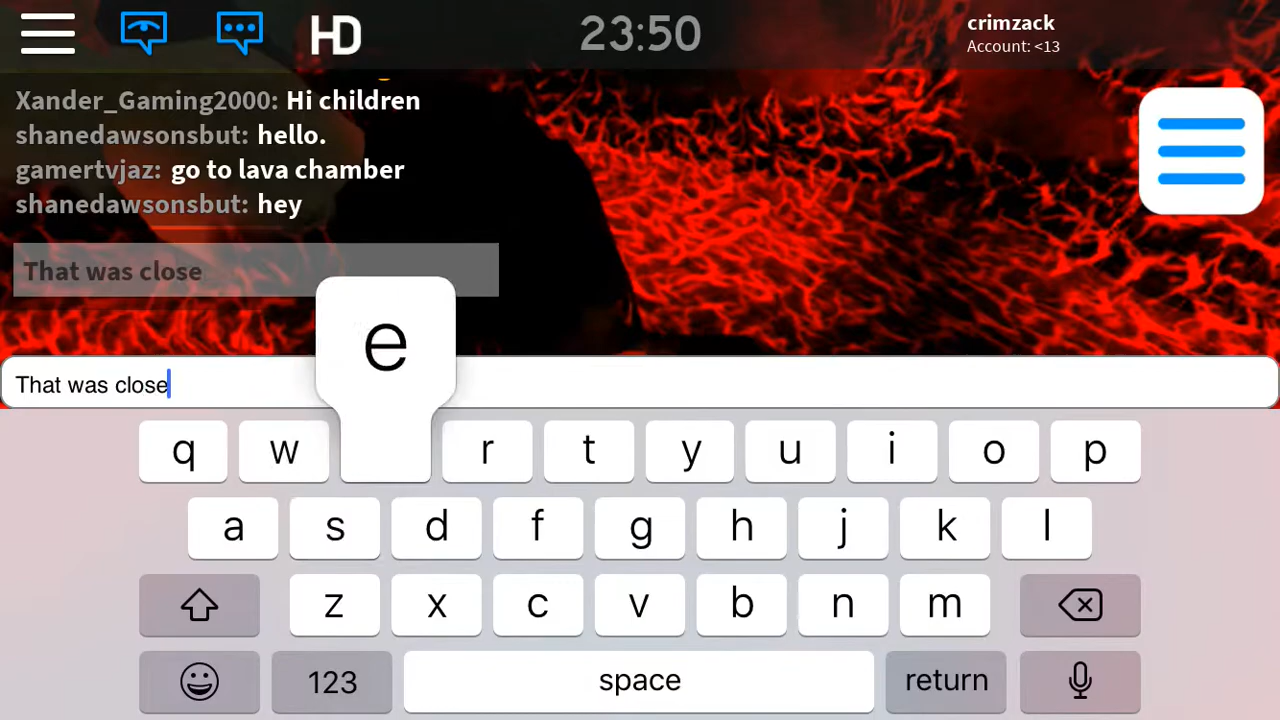 HD
23:50
crimzack
Account: <13
Xander_Gaming2000: Hi children
shanedawsonsbut: hello.
gamertvjaz: go to lava chamber
shanedawsonsbut: hey
That was close
e
That was close
q w r t y u i o p
a s d f g h j k l
z x c v b n m
123 space return